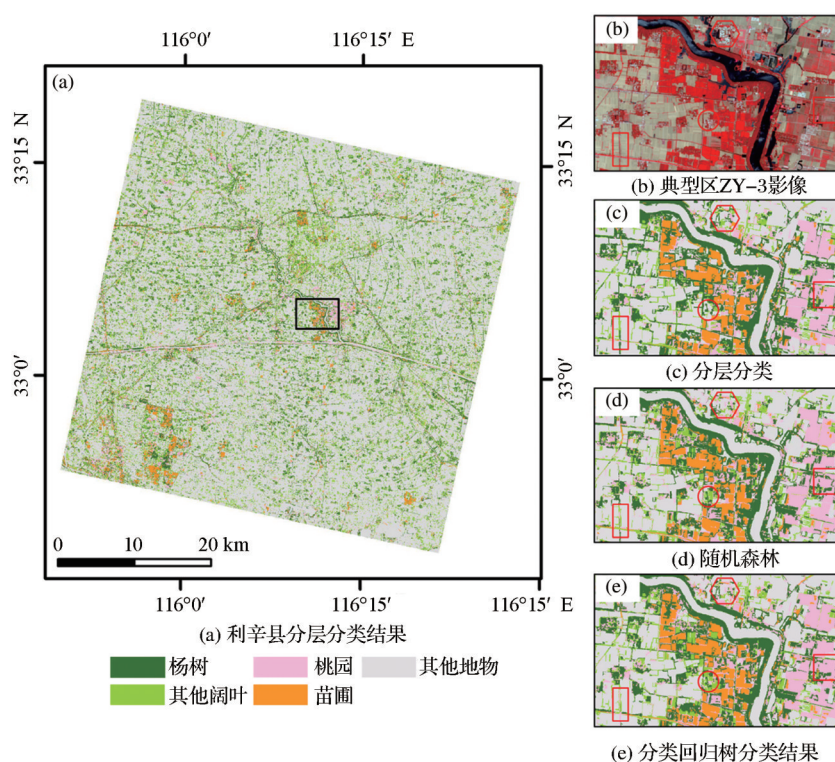 116°0′
116°15′ E
(a)
33°15′ N
33°0′
33°15′ N
33°0′
0 10 20 km
116°0′
116°15′
116°15′ E
(a) 利辛县分层分类结果
杨树
桃园
其他地物
其他阔叶
苗圃
(b)
(b) 典型区ZY-3影像
(c)
(c) 分层分类
(d)
(d) 随机森林
(e)
(e) 分类回归树分类结果